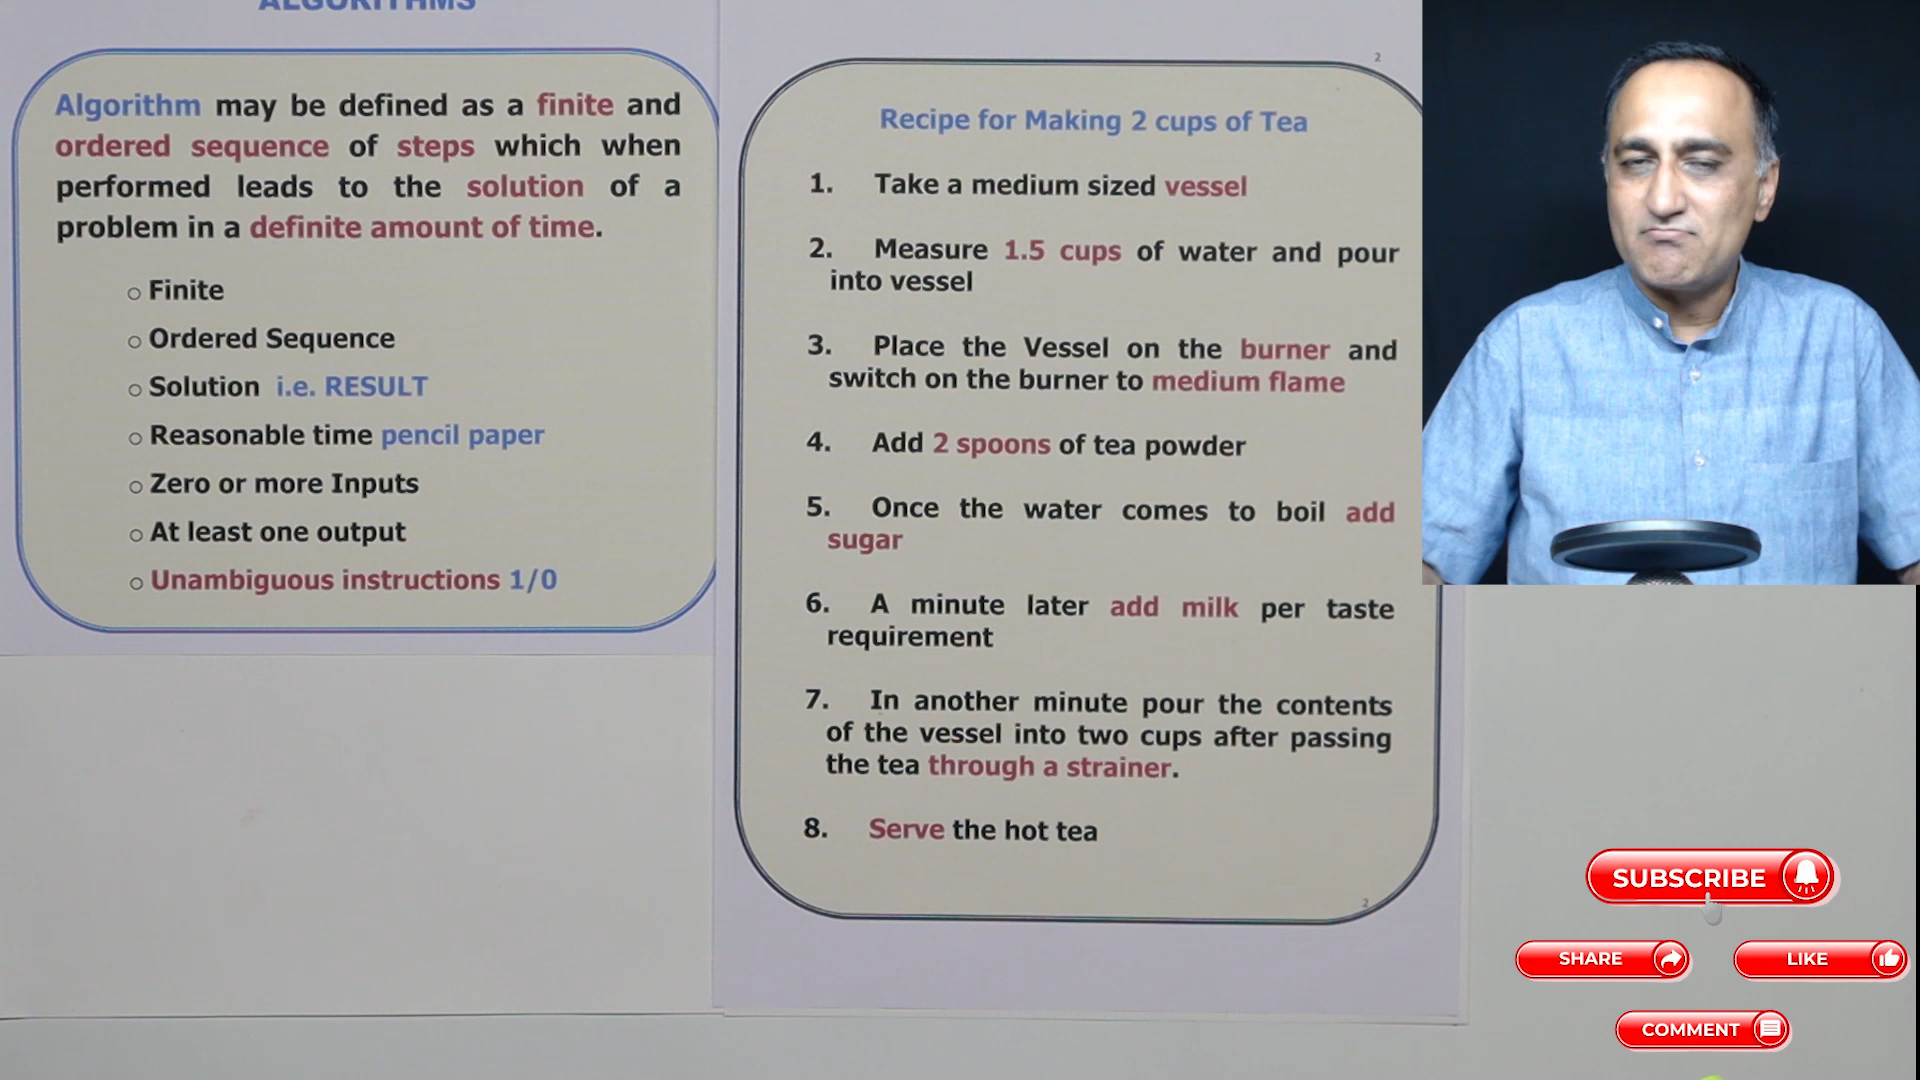 ALGORITHMS
Algorithm may be defined as a finite and
ordered sequence of steps which when
performed leads to the solution of a
problem in a definite amount of time.
○ Finite
○ Ordered Sequence
○ Solution i.e. RESULT
○ Reasonable time pencil paper
○ Zero or more Inputs
○ At least one output
○ Unambiguous instructions 1/0
2
Recipe for Making 2 cups of Tea
1. Take a medium sized vessel
2. Measure 1.5 cups of water and pour
into vessel
3. Place the Vessel on the burner and
switch on the burner to medium flame
4. Add 2 spoons of tea powder
5. Once the water comes to boil add
sugar
6. A minute later add milk per taste
requirement
7. In another minute pour the contents
of the vessel into two cups after passing
the tea through a strainer.
8. Serve the hot tea
2
SUBSCRIBE
SHARE
LIKE
COMMENT